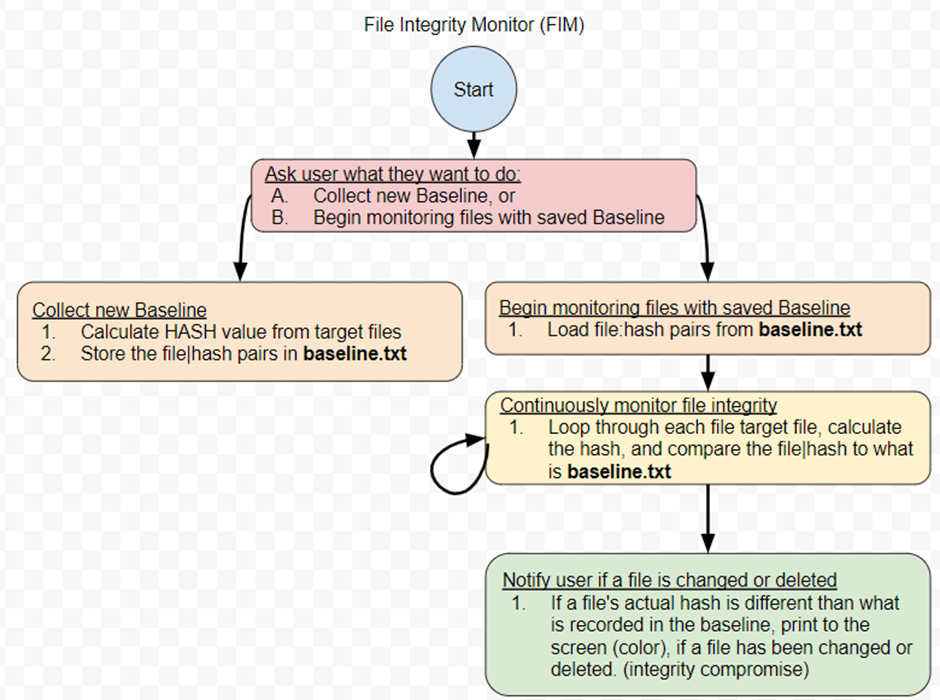 File Integrity Monitor (FIM)
Start
Ask user what they want to do:
A. Collect new Baseline, or
B. Begin monitoring files with saved Baseline
Collect new Baseline
1. Calculate HASH value from target files
2. Store the file|hash pairs in baseline.txt
Begin monitoring files with saved Baseline
1. Load file:hash pairs from baseline.txt
Continuously monitor file integrity
1. Loop through each file target file, calculate
the hash, and compare the file|hash to what
is baseline.txt
Notify user if a file is changed or deleted
1. If a file's actual hash is different than what
is recorded in the baseline, print to the
screen (color), if a file has been changed or
deleted. (integrity compromise)